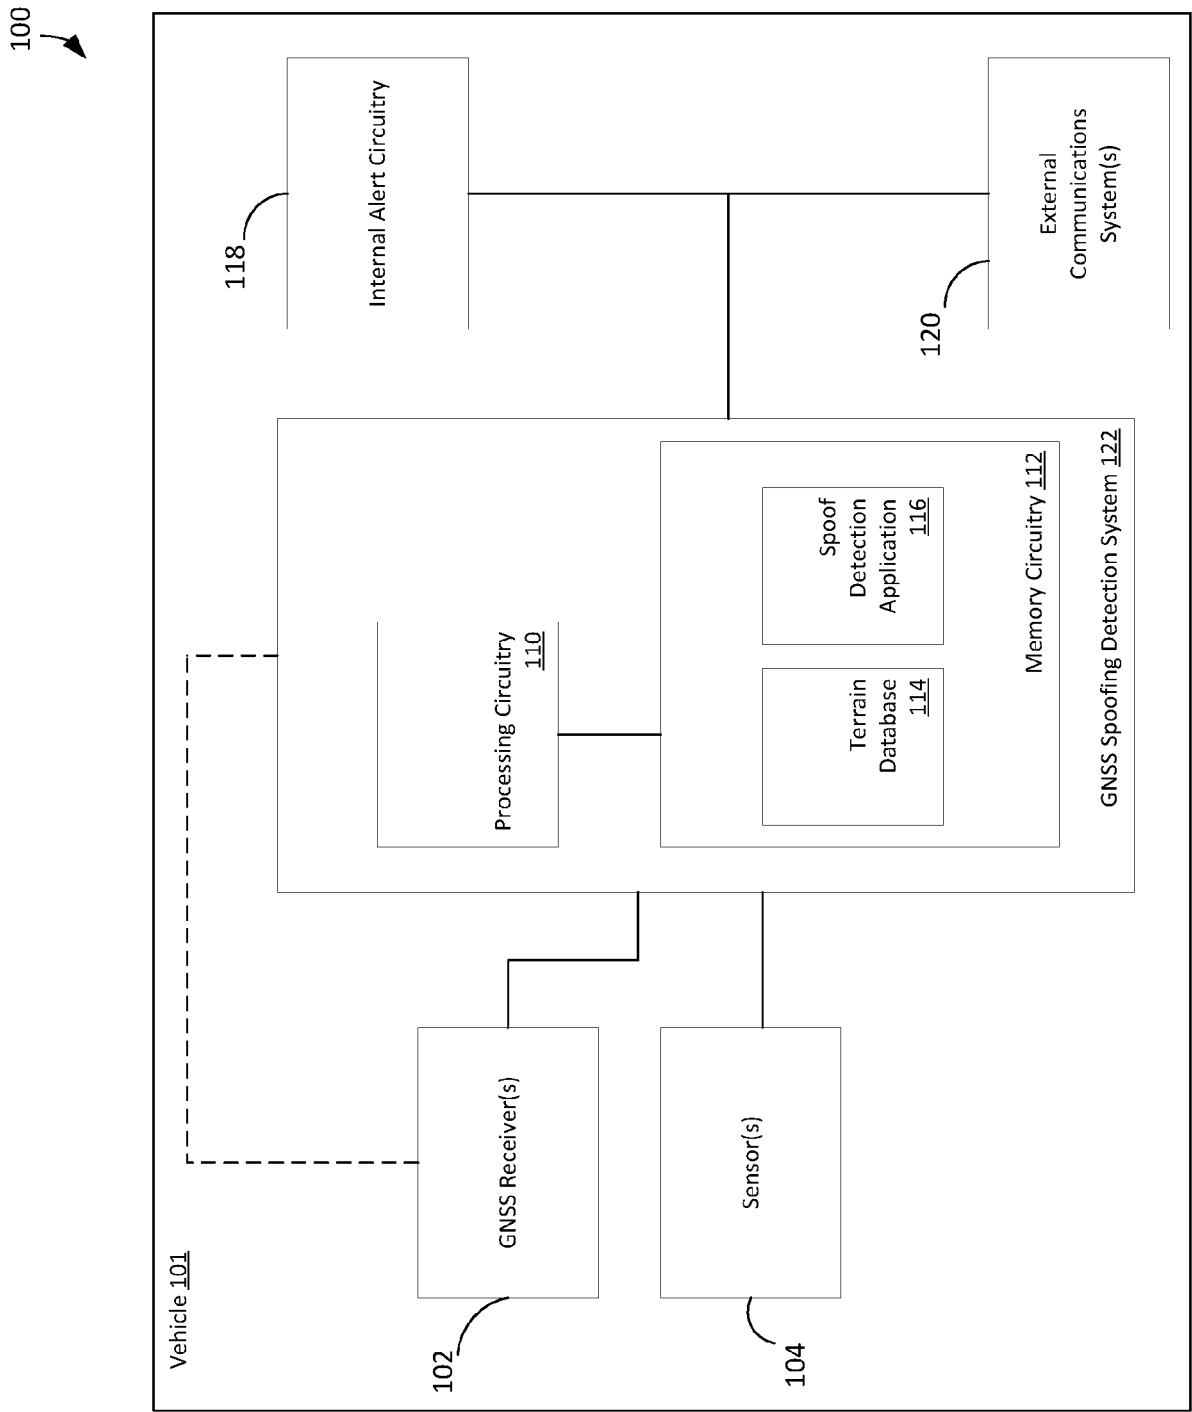 100
Vehicle 101
102
GNSS Receiver(s)
104
Sensor(s)
Processing Circuitry
110
Terrain
Database
114
Spoof
Detection
Application
116
Memory Circuitry 112
GNSS Spoofing Detection System 122
118
Internal Alert Circuitry
120
External
Communications
System(s)